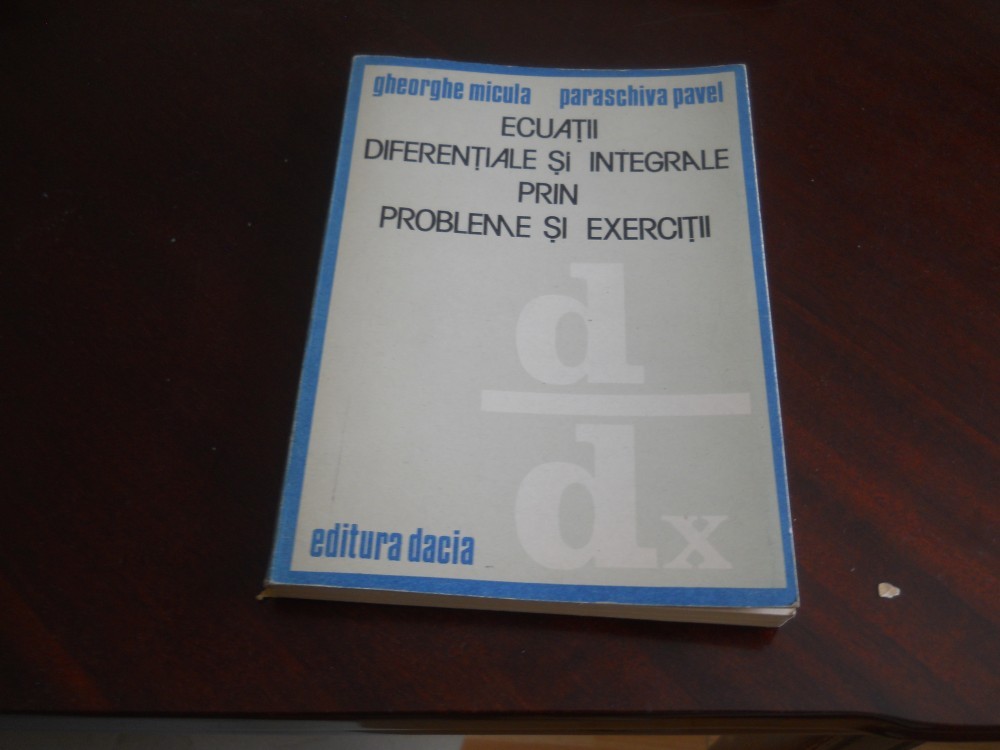 gheorghe micula paraschiva pavel
ECUAȚII
DIFERENȚIALE ȘI INTEGRALE
PRIN
PROBLEME ȘI EXERCIȚII
d
dx
editura dacia